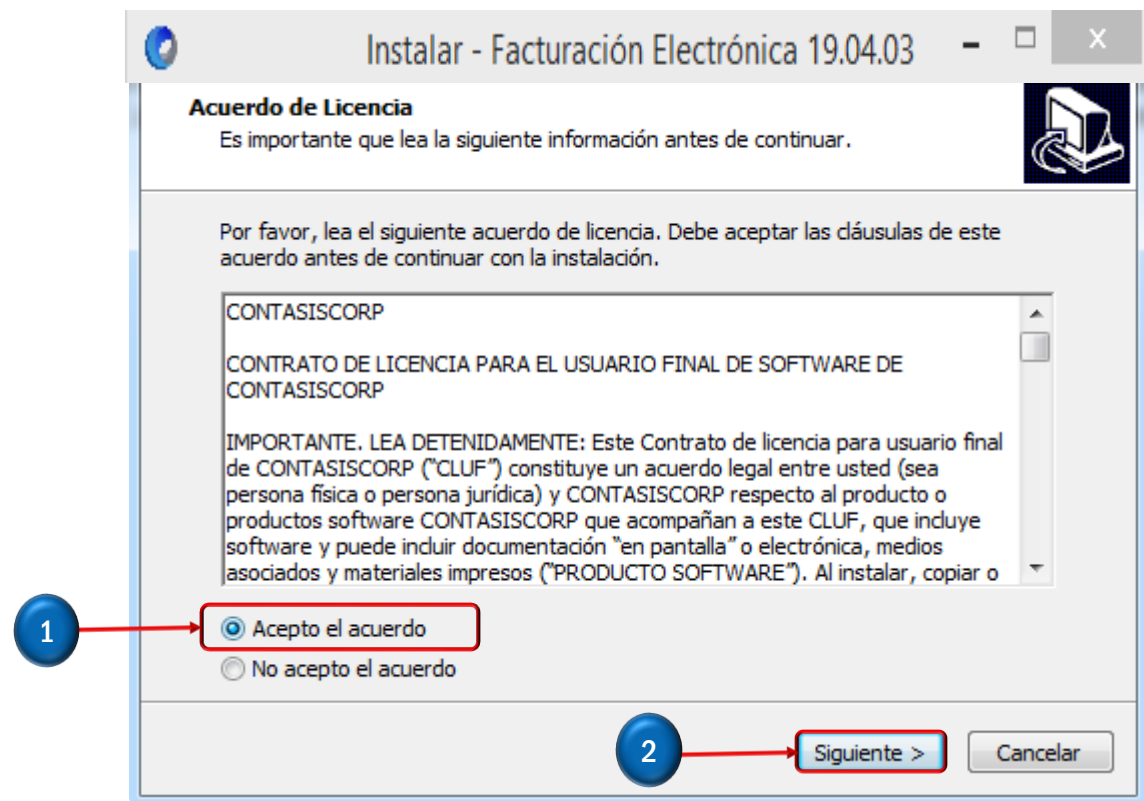 Instalar - Facturación Electrónica 19.04.03
X
Acuerdo de Licencia
Es importante que lea la siguiente información antes de continuar.
Por favor, lea el siguiente acuerdo de licencia. Debe aceptar las cláusulas de este
acuerdo antes de continuar con la instalación.
CONTASISCORP
CONTRATO DE LICENCIA PARA EL USUARIO FINAL DE SOFTWARE DE
CONTASISCORP
IMPORTANTE. LEA DETENIDAMENTE: Este Contrato de licencia para usuario final
de CONTASISCORP ("CLUF") constituye un acuerdo legal entre usted (sea
persona física o persona jurídica) y CONTASISCORP respecto al producto o
productos software CONTASISCORP que acompañan a este CLUF, que incluye
software y puede incluir documentación "en pantalla" o electrónica, medios
asociados y materiales impresos ("PRODUCTO SOFTWARE"). Al instalar, copiar o
1
Acepto el acuerdo
No acepto el acuerdo
2
Siguiente >
Cancelar